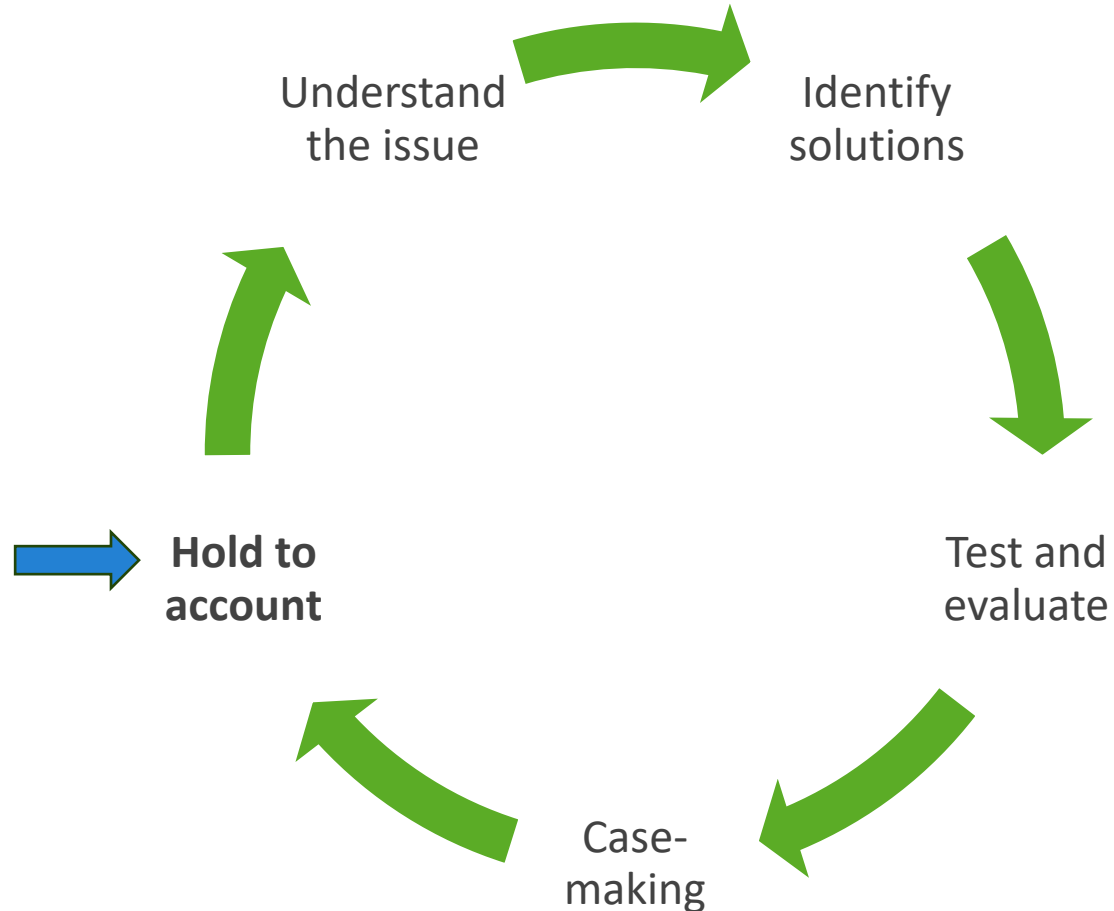 Understand
the issue
Identify
solutions
Test and
evaluate
Case-
making
Hold to
account